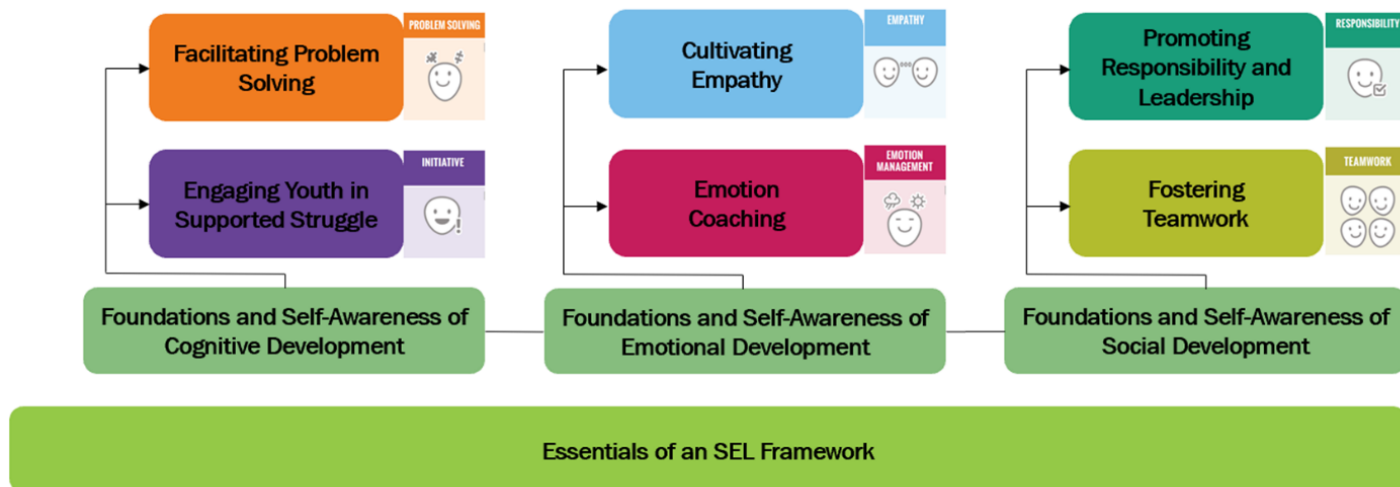 Facilitating Problem
Solving
PROBLEM SOLVING
Cultivating
Empathy
EMPATHY
Promoting
Responsibility and
Leadership
RESPONSIBILITY
Engaging Youth in
Supported Struggle
INITIATIVE
Emotion
Coaching
EMOTION
MANAGEMENT
Fostering
Teamwork
TEAMWORK
Foundations and Self-Awareness of
Cognitive Development
Foundations and Self-Awareness of
Emotional Development
Foundations and Self-Awareness of
Social Development
Essentials of an SEL Framework